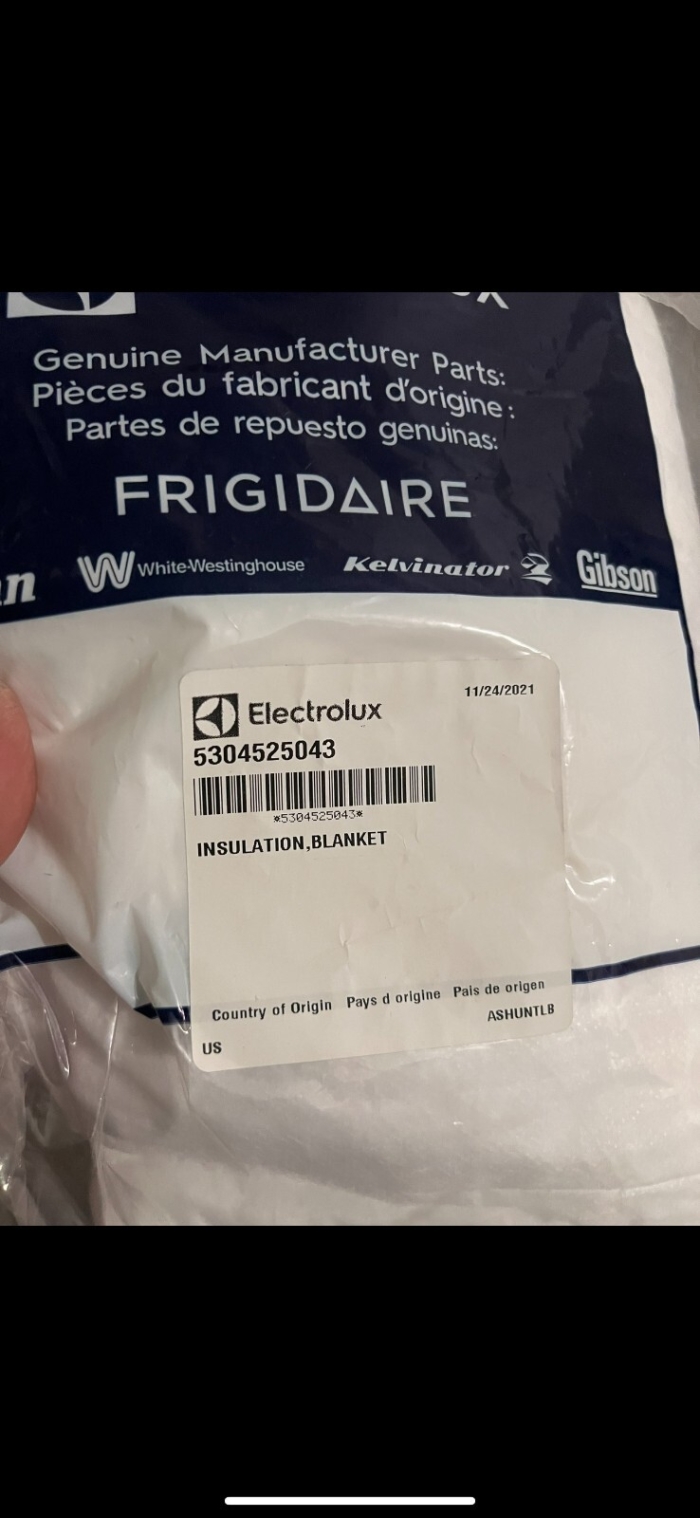 Genuine Manufacturer Parts:
Pièces du fabricant d'origine:
Partes de repuesto genuinas:
FRIGIDAIRE
White-Westinghouse Kelvinator Gibson
Electrolux
11/24/2021
5304525043
*5304525043*
INSULATION,BLANKET
Country of Origin Pays d origine Pais de origen
ASHUNTLB
US